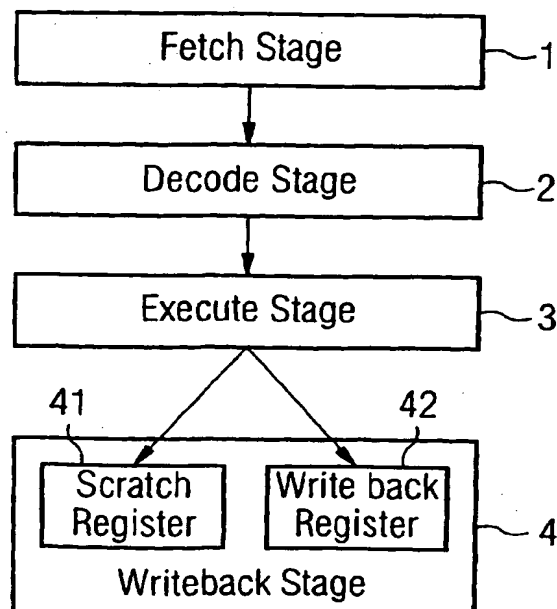 Fetch Stage
1
Decode Stage
2
Execute Stage
3
41
42
Scratch
Register
Write back
Register
4
Writeback Stage